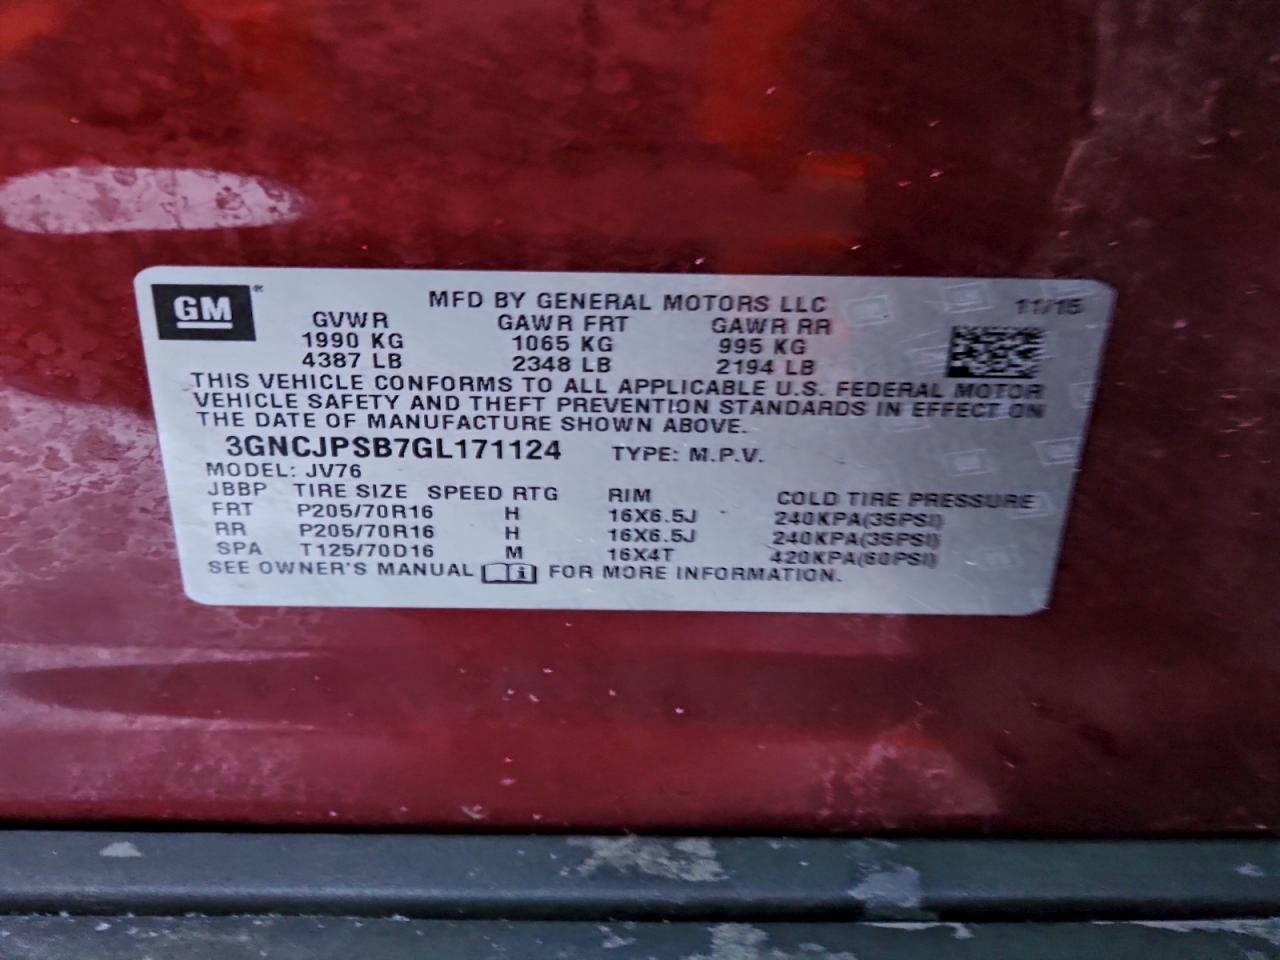 GM®
MFD BY GENERAL MOTORS LLC 11/15
GVWR GAWR FRT GAWR RR
1990 KG 1065 KG 995 KG
4387 LB 2348 LB 2194 LB
THIS VEHICLE CONFORMS TO ALL APPLICABLE U.S. FEDERAL MOTOR
VEHICLE SAFETY AND THEFT PREVENTION STANDARDS IN EFFECT ON
THE DATE OF MANUFACTURE SHOWN ABOVE.
3GNCJPSB7GL171124 TYPE: M.P.V.
MODEL: JV76
JBBP TIRE SIZE SPEED RTG RIM COLD TIRE PRESSURE
FRT P205/70R16 H 16X6.5J 240KPA(35PSI)
RR P205/70R16 H 16X6.5J 240KPA(35PSI)
SPA T125/70D16 M 16X4T 420KPA(60PSI)
SEE OWNER'S MANUAL i FOR MORE INFORMATION.